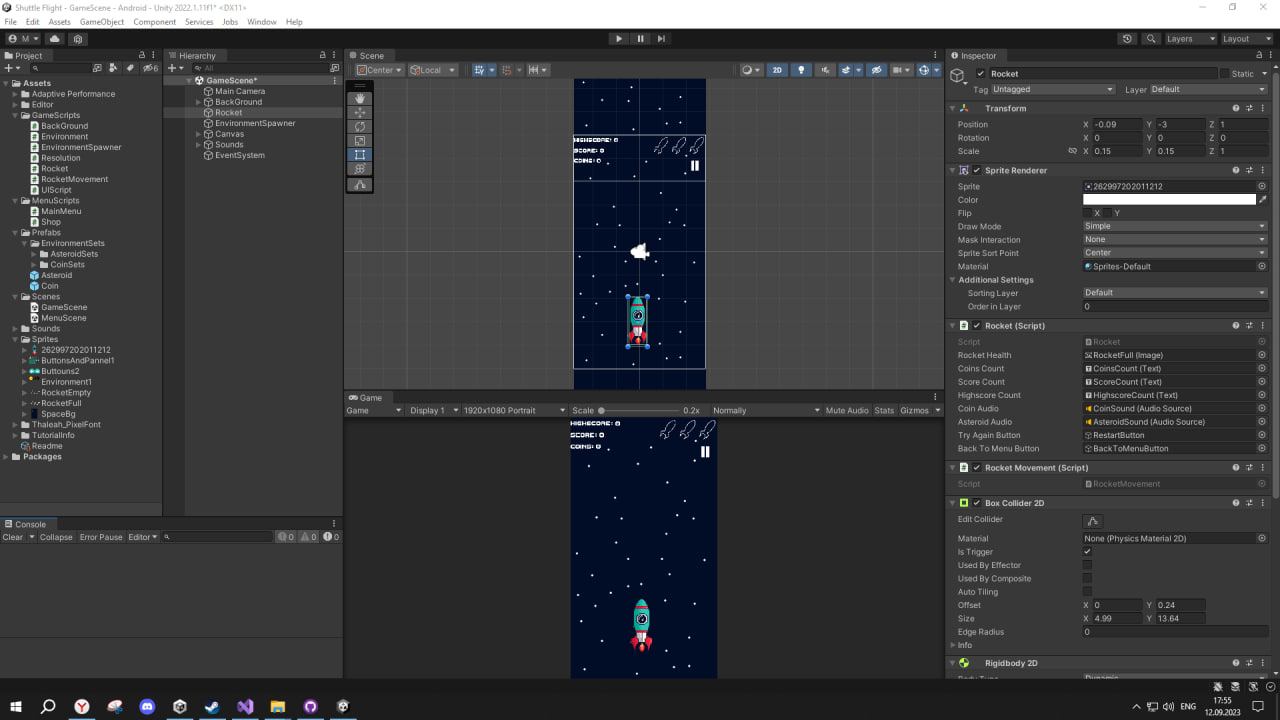 Shuttle Flight - GameScene - Android - Unity 2022.1.11f1* <DX11>
File Edit Assets GameObject Component Services Jobs Window Help
M Layers Layout
Project
6
Assets
Adaptive Performance
Editor
GameScripts
BackGround
Environment
EnvironmentSpawner
Resolution
Rocket
RocketMovement
UIScript
MenuScripts
MainMenu
Shop
Prefabs
EnvironmentSets
AsteroidSets
CoinSets
Asteroid
Coin
Scenes
GameScene
MenuScene
Sounds
Sprites
262997202011212
ButtonsAndPannel1
Buttouns2
Environment1
RocketEmpty
RocketFull
SpaceBg
Thaleah_PixelFont
TutorialInfo
Readme
Packages
Hierarchy
All
GameScene*
Main Camera
BackGround
Rocket
EnvironmentSpawner
Canvas
Sounds
EventSystem
Scene
Center Local 2D
HIGHSCORE: 0
SCORE: 0
COINS: 0
Game
Game Display 1 1920x1080 Portrait Scale 0.2x Normally Mute Audio Stats Gizmos
HIGHSCORE: 0
SCORE: 0
COINS: 0
Console
Clear Collapse Error Pause Editor 0 0 0
Inspector
Rocket Static
Tag Untagged Layer Default
Transform
Position X -0.09 Y -3 Z 1
Rotation X 0 Y 0 Z 0
Scale X 0.15 Y 0.15 Z 1
Sprite Renderer
Sprite 262997202011212
Color
Flip X Y
Draw Mode Simple
Mask Interaction None
Sprite Sort Point Center
Material Sprites-Default
Additional Settings
Sorting Layer Default
Order in Layer 0
Rocket (Script)
Script Rocket
Rocket Health RocketFull (Image)
Coins Count CoinsCount (Text)
Score Count ScoreCount (Text)
Highscore Count HighscoreCount (Text)
Coin Audio CoinSound (Audio Source)
Asteroid Audio AsteroidSound (Audio Source)
Try Again Button RestartButton
Back To Menu Button BackToMenuButton
Rocket Movement (Script)
Script RocketMovement
Box Collider 2D
Edit Collider
Material None (Physics Material 2D)
Is Trigger
Used By Effector
Used By Composite
Auto Tiling
Offset X 0 Y 0.24
Size X 4.99 Y 13.64
Edge Radius 0
Info
Rigidbody 2D
Body Type Dynamic
ENG
17:55
12.09.2023